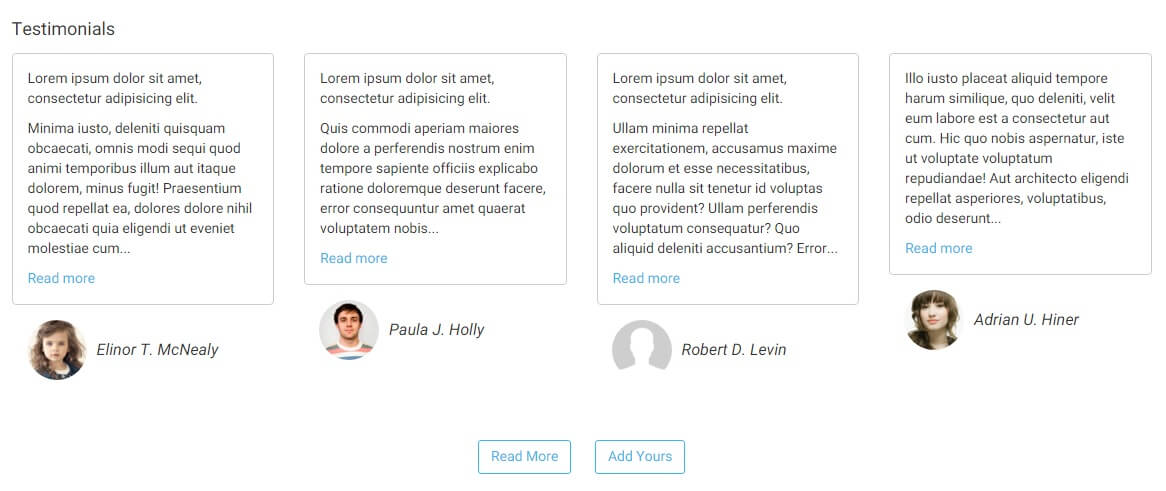 Testimonials
Lorem ipsum dolor sit amet,
consectetur adipisicing elit.
Minima iusto, deleniti quisquam
obcaecati, omnis modi sequi quod
animi temporibus illum aut itaque
dolorem, minus fugit! Praesentium
quod repellat ea, dolores dolore nihil
obcaecati quia eligendi ut eveniet
molestiae cum...
Read more
Elinor T. McNealy
Lorem ipsum dolor sit amet,
consectetur adipisicing elit.
Quis commodi aperiam maiores
dolore a perferendis nostrum enim
tempore sapiente officiis explicabo
ratione doloremque deserunt facere,
error consequuntur amet quaerat
voluptatem nobis...
Read more
Paula J. Holly
Lorem ipsum dolor sit amet,
consectetur adipisicing elit.
Ullam minima repellat
exercitationem, accusamus maxime
dolorum et esse necessitatibus,
facere nulla sit tenetur id voluptas
quo provident? Ullam perferendis
voluptatum consequatur? Quo
aliquid deleniti accusantium? Error...
Read more
Robert D. Levin
Illo iusto placeat aliquid tempore
harum similique, quo deleniti, velit
eum labore est a consectetur aut
cum. Hic quo nobis aspernatur, iste
ut voluptate voluptatum
repudiandae! Aut architecto eligendi
repellat asperiores, voluptatibus,
odio deserunt...
Read more
Adrian U. Hiner
Read More
Add Yours